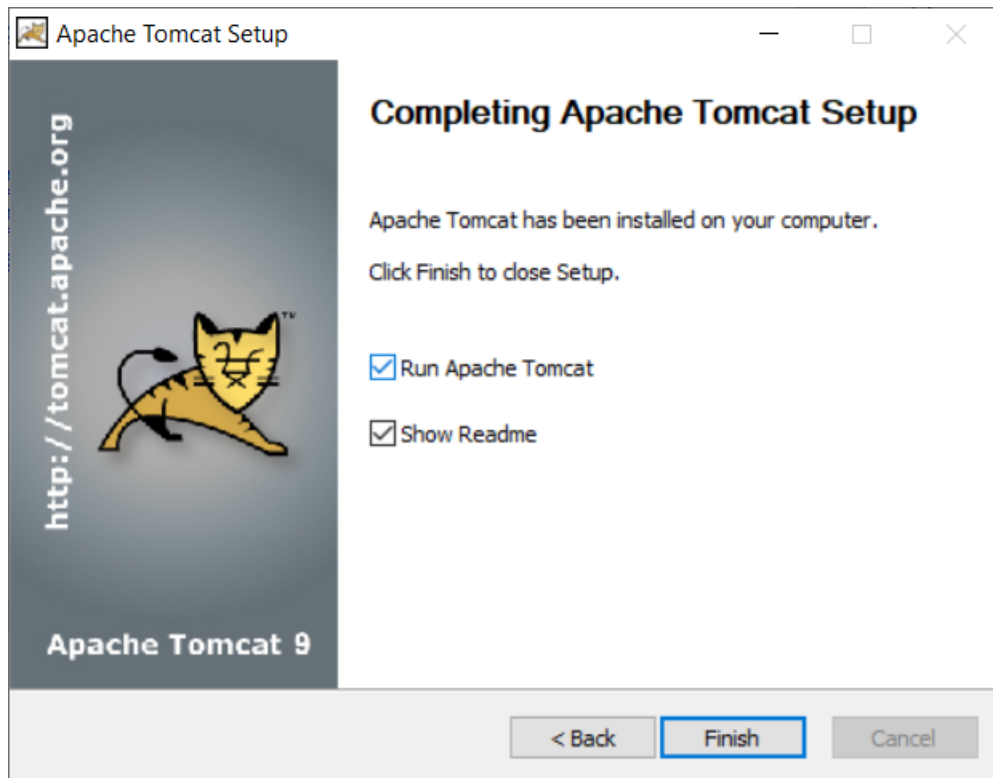 Apache Tomcat Setup
http://tomcat.apache.org
TM
Apache Tomcat 9
Completing Apache Tomcat Setup
Apache Tomcat has been installed on your computer.
Click Finish to close Setup.
Run Apache Tomcat
Show Readme
< Back
Finish
Cancel